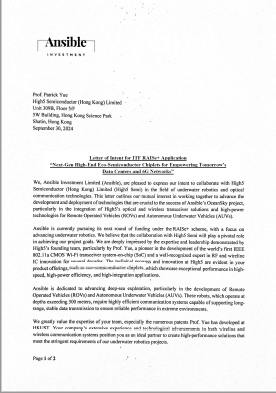 Ansible
INVESTMENT
Prof. Patrick Yue
High5 Semiconductor (Hong Kong) Limited
Unit 309B, Floor 3/F
5W Building, Hong Kong Science Park
Shatin, Hong Kong
September 30, 2024
Letter of Intent for ITF RAISe+ Application
"Next-Gen High-End Eco-Semiconductor Chiplets for Empowering Tomorrow's
Data Centers and 6G Networks"
We, Ansible Investment Limited (Ansible), are pleased to express our intent to collaborate with High5
Semiconductor (Hong Kong) Limited (High5 Semi) in the field of underwater robotics and optical
communication technologies. This letter outlines our mutual interest in working together to advance the
development and deployment of technologies that are crucial to the success of Ansible's OceanSky project,
particularly in the integration of High5's optical and wireless transceiver solutions and high-power
technologies for Remote Operated Vehicles (ROVs) and Autonomous Underwater Vehicles (AUVs).
Ansible is currently pursuing its next round of funding under the RAISe+ scheme, with a focus on
advancing underwater robotics. We believe that the collaboration with High5 Semi will play a pivotal role
in achieving our project goals. We are deeply impressed by the expertise and leadership demonstrated by
High5's founding team, particularly by Prof. Yue, a pioneer in the development of the world's first IEEE
802.11a CMOS Wi-Fi transceiver system-on-chip (SoC) and a well-recognized expert in RF and wireline
IC innovation for several decades. The technical prowess and innovation at High5 are evident in your
product offerings, such as eco-semiconductor chiplets, which showcase exceptional performance in high-
speed, high-power efficiency, and high-integration applications.
Ansible is dedicated to advancing deep-sea exploration, particularly in the development of Remote
Operated Vehicles (ROVs) and Autonomous Underwater Vehicles (AUVs). These robots, which operate at
depths exceeding 300 meters, require highly efficient communication systems capable of supporting long-
range, stable data transmission to ensure reliable performance in extreme environments.
We greatly value the expertise of your team, especially the numerous patents Prof. Yue has developed at
HKUST. Your company's extensive experience and technological advancements in both wireline and
wireless communication systems position you as an ideal partner to create high-performance solutions that
meet the stringent requirements of our underwater robotics projects.
Page 1 of 2